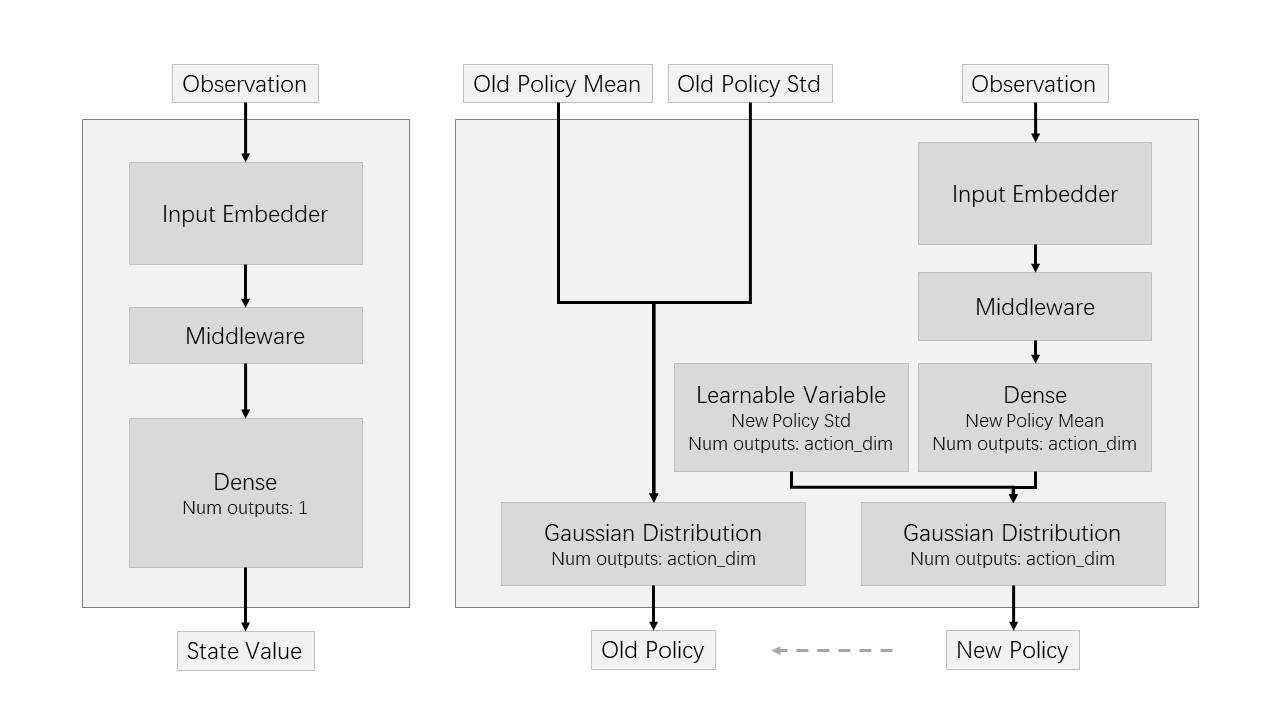 Observation
Input Embedder
Middleware
Dense
Num outputs: 1
State Value
Old Policy Mean
Old Policy Std
Observation
Input Embedder
Middleware
Learnable Variable
New Policy Std
Num outputs: action_dim
Dense
New Policy Mean
Num outputs: action_dim
Gaussian Distribution
Num outputs: action_dim
Gaussian Distribution
Num outputs: action_dim
Old Policy
New Policy